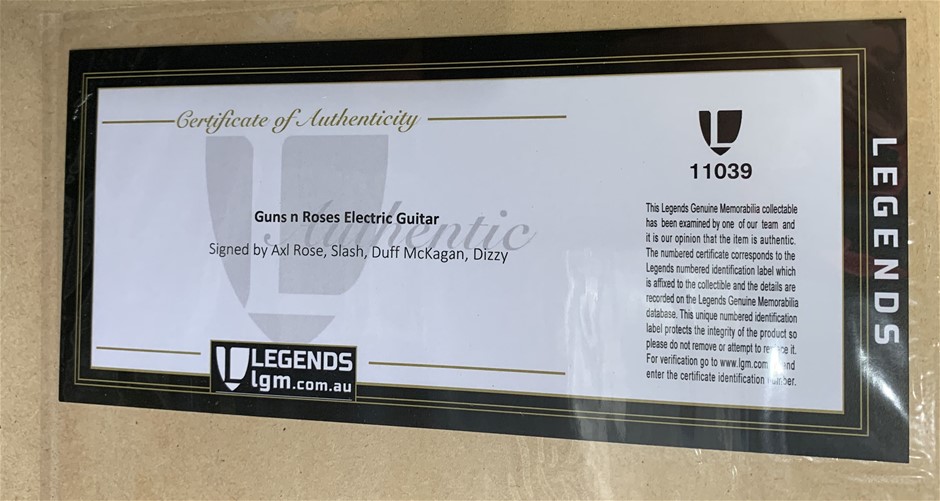 Certificate of Authenticity
Authentic
Guns n Roses Electric Guitar
Signed by Axl Rose, Slash, Duff McKagan, Dizzy
LEGENDS
lgm.com.au
L
11039
This Legends Genuine Memorabilia collectable
has been examined by one of our team and
it is our opinion that the item is authentic.
The numbered certificate corresponds to the
Legends numbered identification label which
is affixed to the collectible and the details are
recorded on the Legends Genuine Memorabilia
database. This unique numbered identification
label protects the integrity of the product so
please do not remove or attempt to it.
For verification go to
enter the certificate identification
LEGENDS